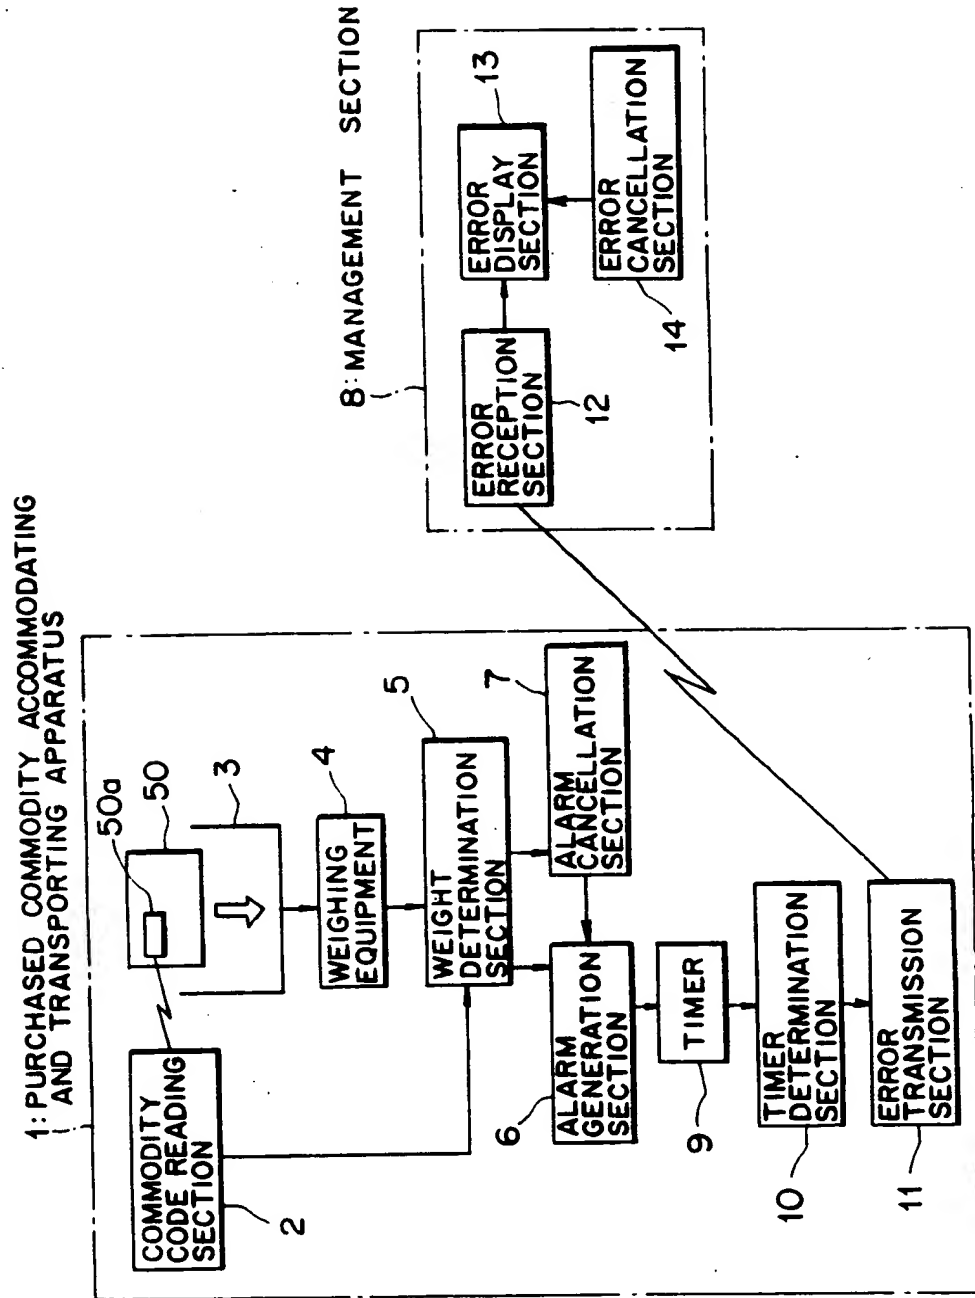 1: PURCHASED COMMODITY ACCOMMODATING
AND TRANSPORTING APPARATUS
COMMODITY
CODE READING
SECTION
2
50a
50
3
WEIGHING
EQUIPMENT
4
WEIGHT
DETERMINATION
SECTION
5
ALARM
GENERATION
SECTION
6
ALARM
CANCELLATION
SECTION
7
TIMER
9
TIMER
DETERMINATION
SECTION
10
ERROR
TRANSMISSION
SECTION
11
8: MANAGEMENT SECTION
ERROR
RECEPTION
SECTION
12
ERROR
DISPLAY
SECTION
13
ERROR
CANCELLATION
SECTION
14